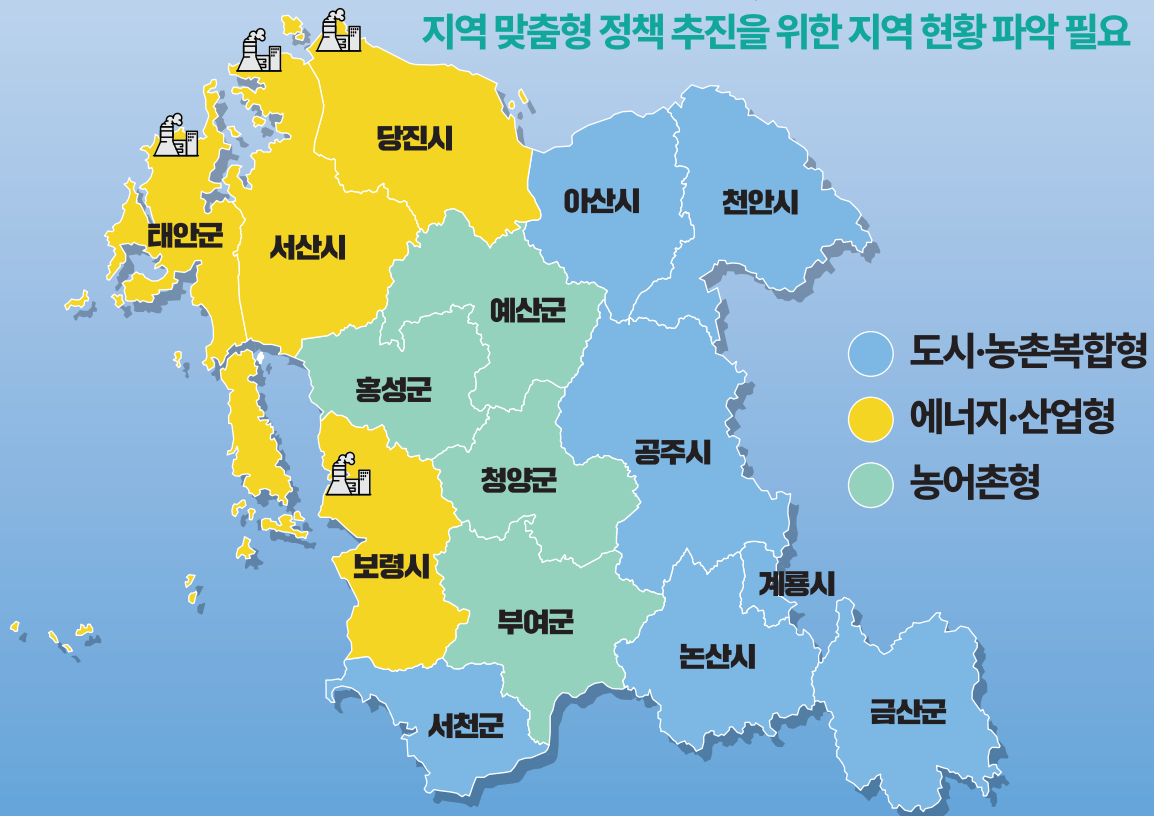 지역 맞춤형 정책 추진을 위한 지역 현황 파악 필요
당진시
아산시
천안시
태안군
서산시
예산군
도시·농촌복합형
홍성군
에너지·산업형
공주시
청양군
농어촌형
보령시
계룡시
부여군
논산시
금산군
서천군